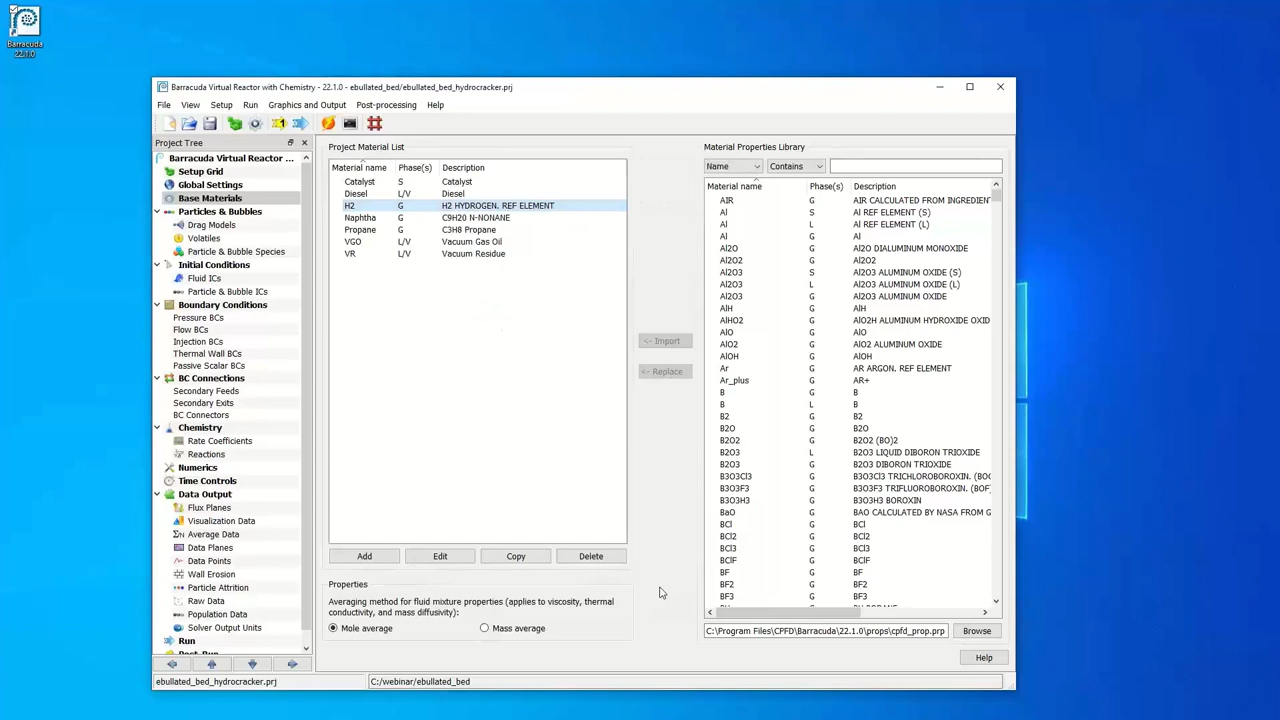 Barracuda
22.1.0
Barracuda Virtual Reactor with Chemistry - 22.1.0 - ebullated_bed/ebullated_bed_hydrocracker.prj
File View Setup Run Graphics and Output Post-processing Help
Project Tree
Barracuda Virtual Reactor ...
Setup Grid
Global Settings
Base Materials
Particles & Bubbles
Drag Models
Volatiles
Particle & Bubble Species
Initial Conditions
Fluid ICs
Particle & Bubble ICs
Boundary Conditions
Pressure BCs
Flow BCs
Injection BCs
Thermal Wall BCs
Passive Scalar BCs
BC Connections
Secondary Feeds
Secondary Exits
BC Connectors
Chemistry
Rate Coefficients
Reactions
Numerics
Time Controls
Data Output
Flux Planes
Visualization Data
Average Data
Data Planes
Data Points
Wall Erosion
Particle Attrition
Raw Data
Population Data
Solver Output Units
Run
Project Material List
Material name Phase(s) Description
Catalyst S Catalyst
Diesel L/V Diesel
H2 G H2 HYDROGEN. REF ELEMENT
Naphtha G C9H20 N-NONANE
Propane G C3H8 Propane
VGO L/V Vacuum Gas Oil
VR L/V Vacuum Residue
Add Edit Copy Delete
Properties
Averaging method for fluid mixture properties (applies to viscosity, thermal
conductivity, and mass diffusivity):
Mole average Mass average
<- Import
<- Replace
Material Properties Library
Name Contains
Material name Phase(s) Description
AIR G AIR CALCULATED FROM INGREDIENT
Al S Al REF ELEMENT (S)
Al L Al REF ELEMENT (L)
Al G Al
Al2O G Al2O DIALUMINUM MONOXIDE
Al2O2 G Al2O2
Al2O3 S Al2O3 ALUMINUM OXIDE (S)
Al2O3 L Al2O3 ALUMINUM OXIDE (L)
Al2O3 G Al2O3 ALUMINUM OXIDE
AlH G AlH
AlHO2 G AlO2H ALUMINUM HYDROXIDE OXID
AlO G AlO
AlO2 G AlO2 ALUMINUM OXIDE
AlOH G AlOH
Ar G AR ARGON. REF ELEMENT
Ar_plus G AR+
B G B
B L B
B2 G B2
B2O G B2O
B2O2 G B2O2 (BO)2
B2O3 L B2O3 LIQUID DIBORON TRIOXIDE
B2O3 G B2O3 DIBORON TRIOXIDE
B3O3Cl3 G B3O3Cl3 TRICHLOROBOROXIN. (BOC
B3O3F3 G B3O3F3 TRIFLUOROBOROXIN. (BOF
B3O3H3 G B3O3H3 BOROXIN
BaO G BAO CALCULATED BY NASA FROM G
BCl G BCl
BCl2 G BCl2
BCl3 G BCl3
BClF G BClF
BF G BF
BF2 G BF2
BF3 G BF3
C:\Program Files\CPFD\Barracuda\22.1.0\props\cpfd_prop.prp Browse
Help
ebullated_bed_hydrocracker.prj C:/webinar/ebullated_bed